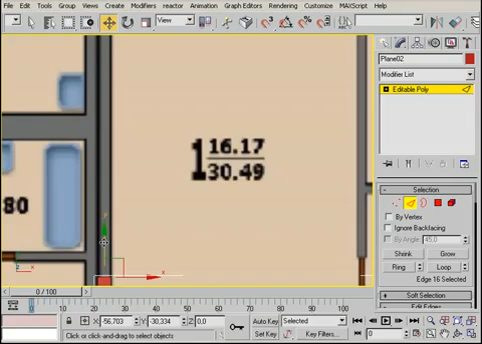 File Edit Tools Group Views Create Modifiers reactor Animation Graph Editors Rendering Customize MAXScript Help
View
Plane02
Modifier List
Editable Poly
1 16.17
30.49
80
y
x
z x
Selection
By Vertex
Ignore Backfacing
By Angle: 45,0
Shrink Grow
Ring Loop
Edge 16 Selected
Soft Selection
Edit Edges
0 / 100
0 10 20 30 40 50 60 70 80 90 100
X: -56,703 Y: -30,334 Z: 0,0
Auto Key Selected
Set Key Key Filters...
Click or click-and-drag to select objects
0